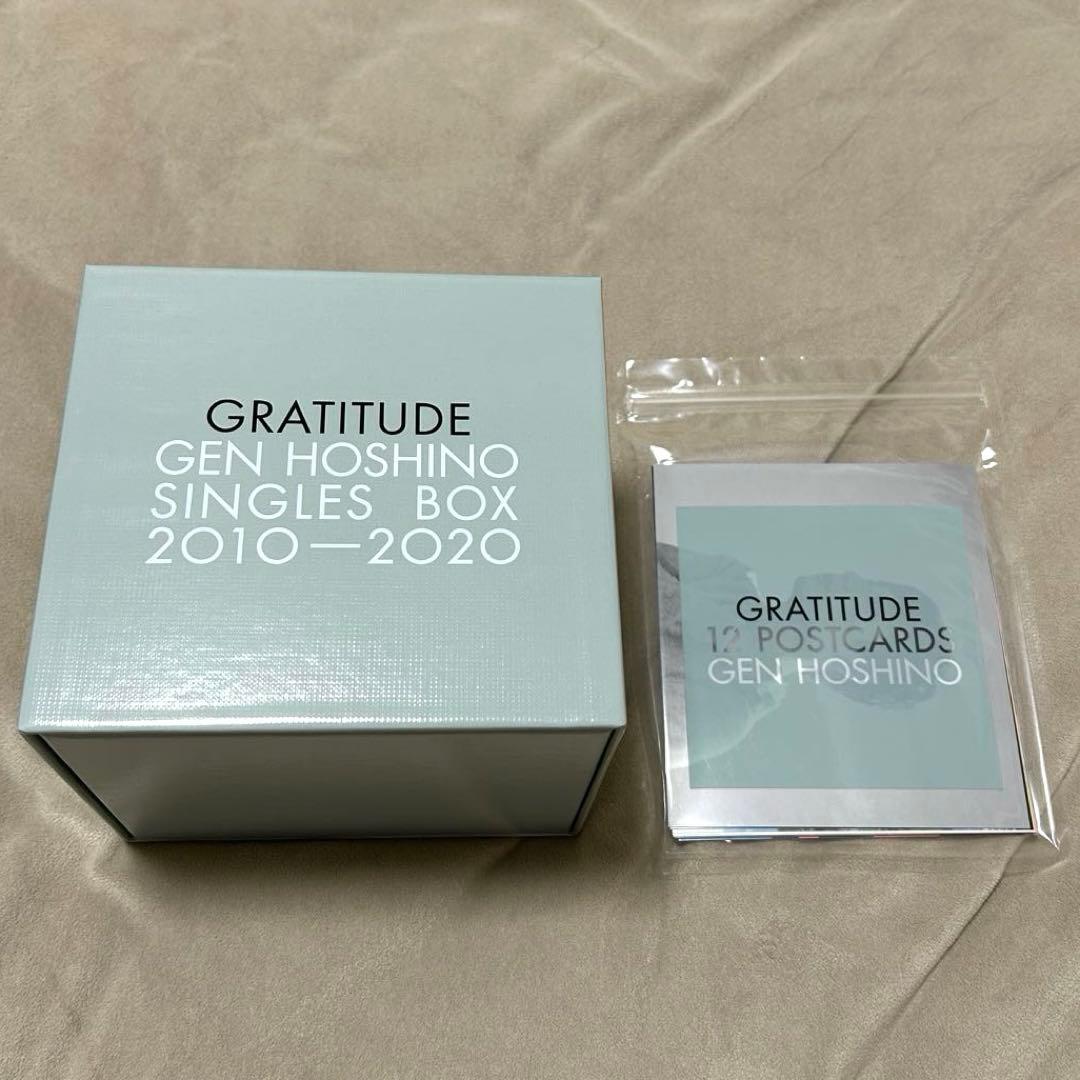 GRATITUDE
GEN HOSHINO
SINGLES BOX
2010—2020
GRATITUDE
12 POSTCARDS
GEN HOSHINO